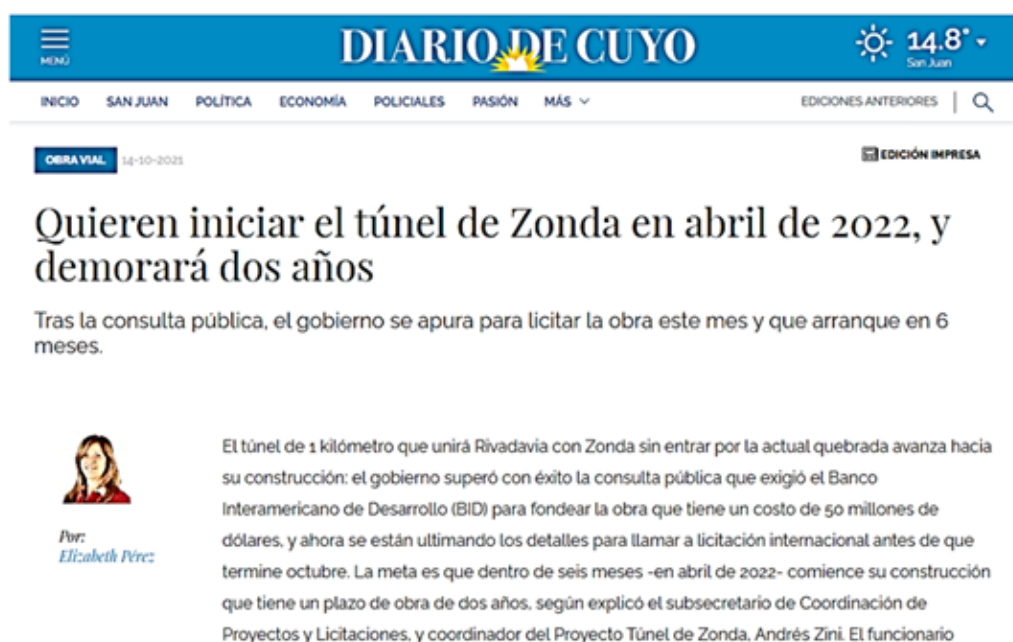 MENÚ
DIARIO DE CUYO
14.8°
San Juan
INICIO SAN JUAN POLÍTICA ECONOMÍA POLICIALES PASIÓN MÁS EDICIONES ANTERIORES
OBRA VIAL 14-10-2021 EDICIÓN IMPRESA
Quieren iniciar el túnel de Zonda en abril de 2022, y
demorará dos años
Tras la consulta pública, el gobierno se apura para licitar la obra este mes y que arranque en 6
meses.
Por:
Elizabeth Pérez
El túnel de 1 kilómetro que unirá Rivadavia con Zonda sin entrar por la actual quebrada avanza hacia
su construcción: el gobierno superó con éxito la consulta pública que exigió el Banco
Interamericano de Desarrollo (BID) para fondear la obra que tiene un costo de 50 millones de
dólares, y ahora se están ultimando los detalles para llamar a licitación internacional antes de que
termine octubre. La meta es que dentro de seis meses -en abril de 2022- comience su construcción
que tiene un plazo de obra de dos años, según explicó el subsecretario de Coordinación de
Proyectos y Licitaciones, y coordinador del Proyecto Túnel de Zonda, Andrés Zini. El funcionario